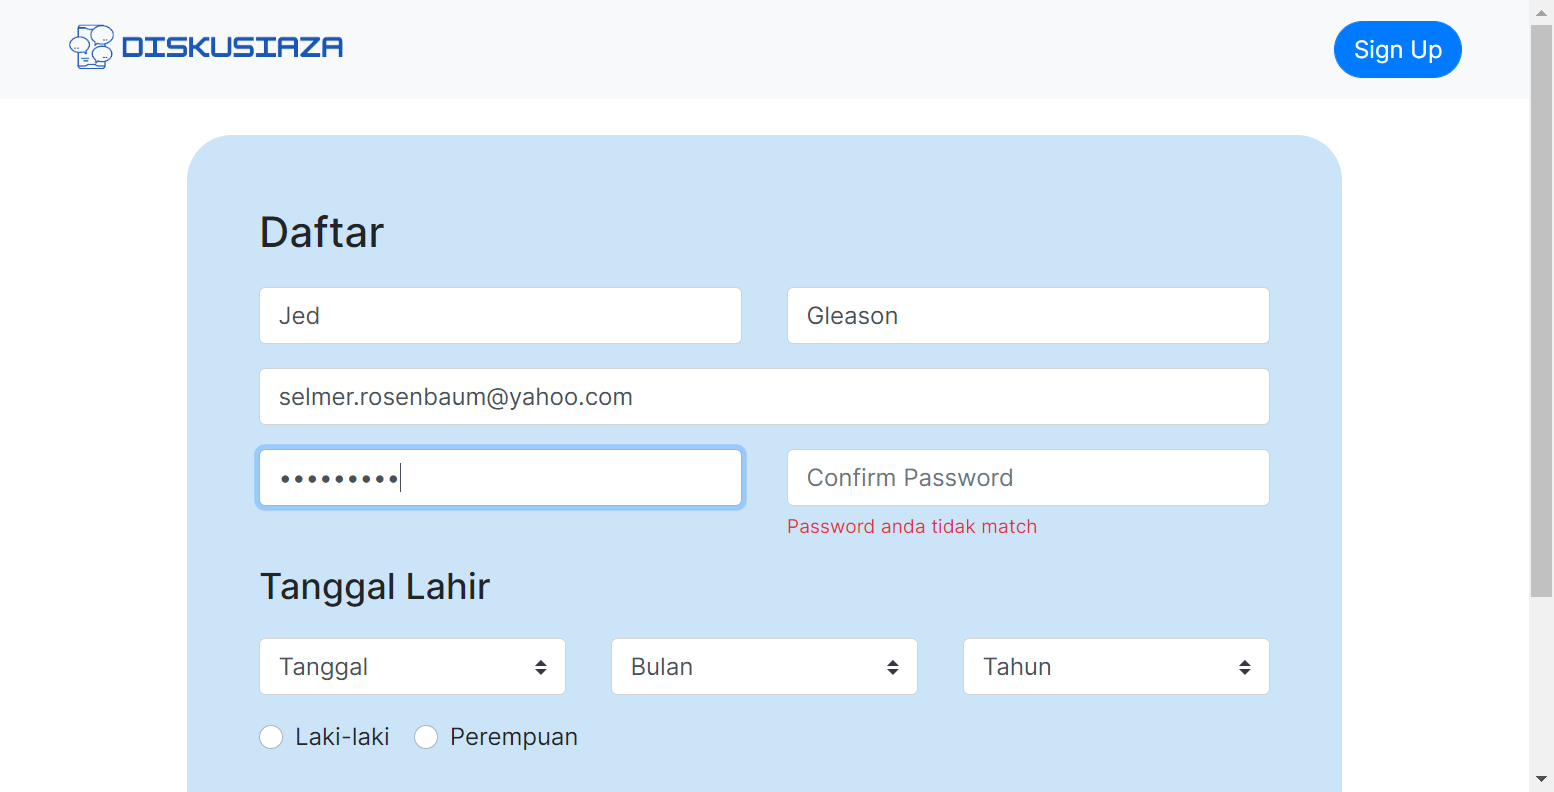 DISKUSIAZA
Sign Up
Daftar
Jed
Gleason
selmer.rosenbaum@yahoo.com
•••••••••
Confirm Password
Password anda tidak match
Tanggal Lahir
Tanggal
Bulan
Tahun
Laki-laki
Perempuan